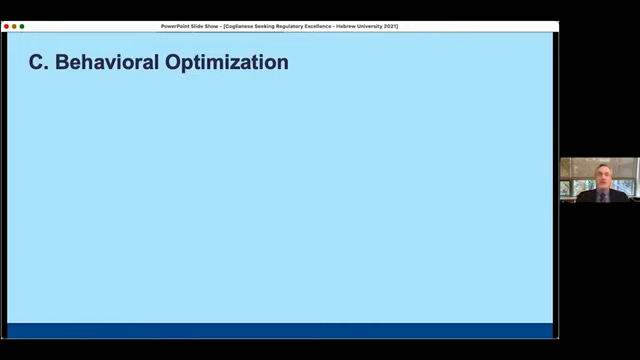 PowerPoint Slide Show - [Coglianese Seeking Regulatory Excellence - Hebrew University 2021]
C. Behavioral Optimization